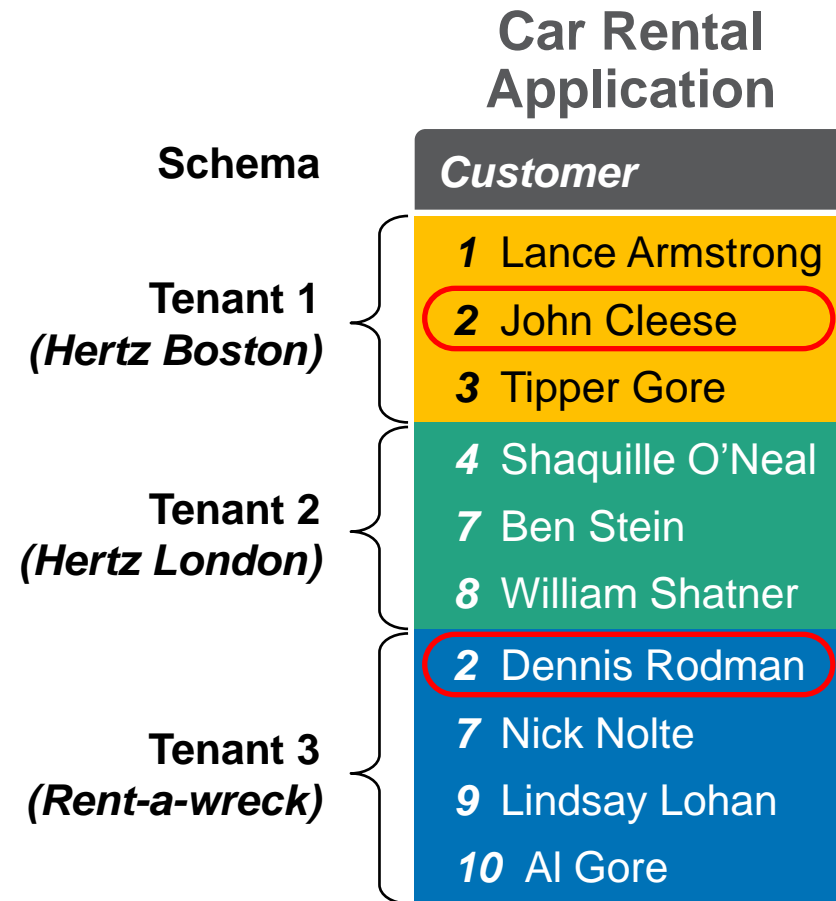 Car Rental
Application
Schema
Customer
Tenant 1
(Hertz Boston)
1 Lance Armstrong
2 John Cleese
3 Tipper Gore
Tenant 2
(Hertz London)
4 Shaquille O’Neal
7 Ben Stein
8 William Shatner
Tenant 3
(Rent-a-wreck)
2 Dennis Rodman
7 Nick Nolte
9 Lindsay Lohan
10 Al Gore